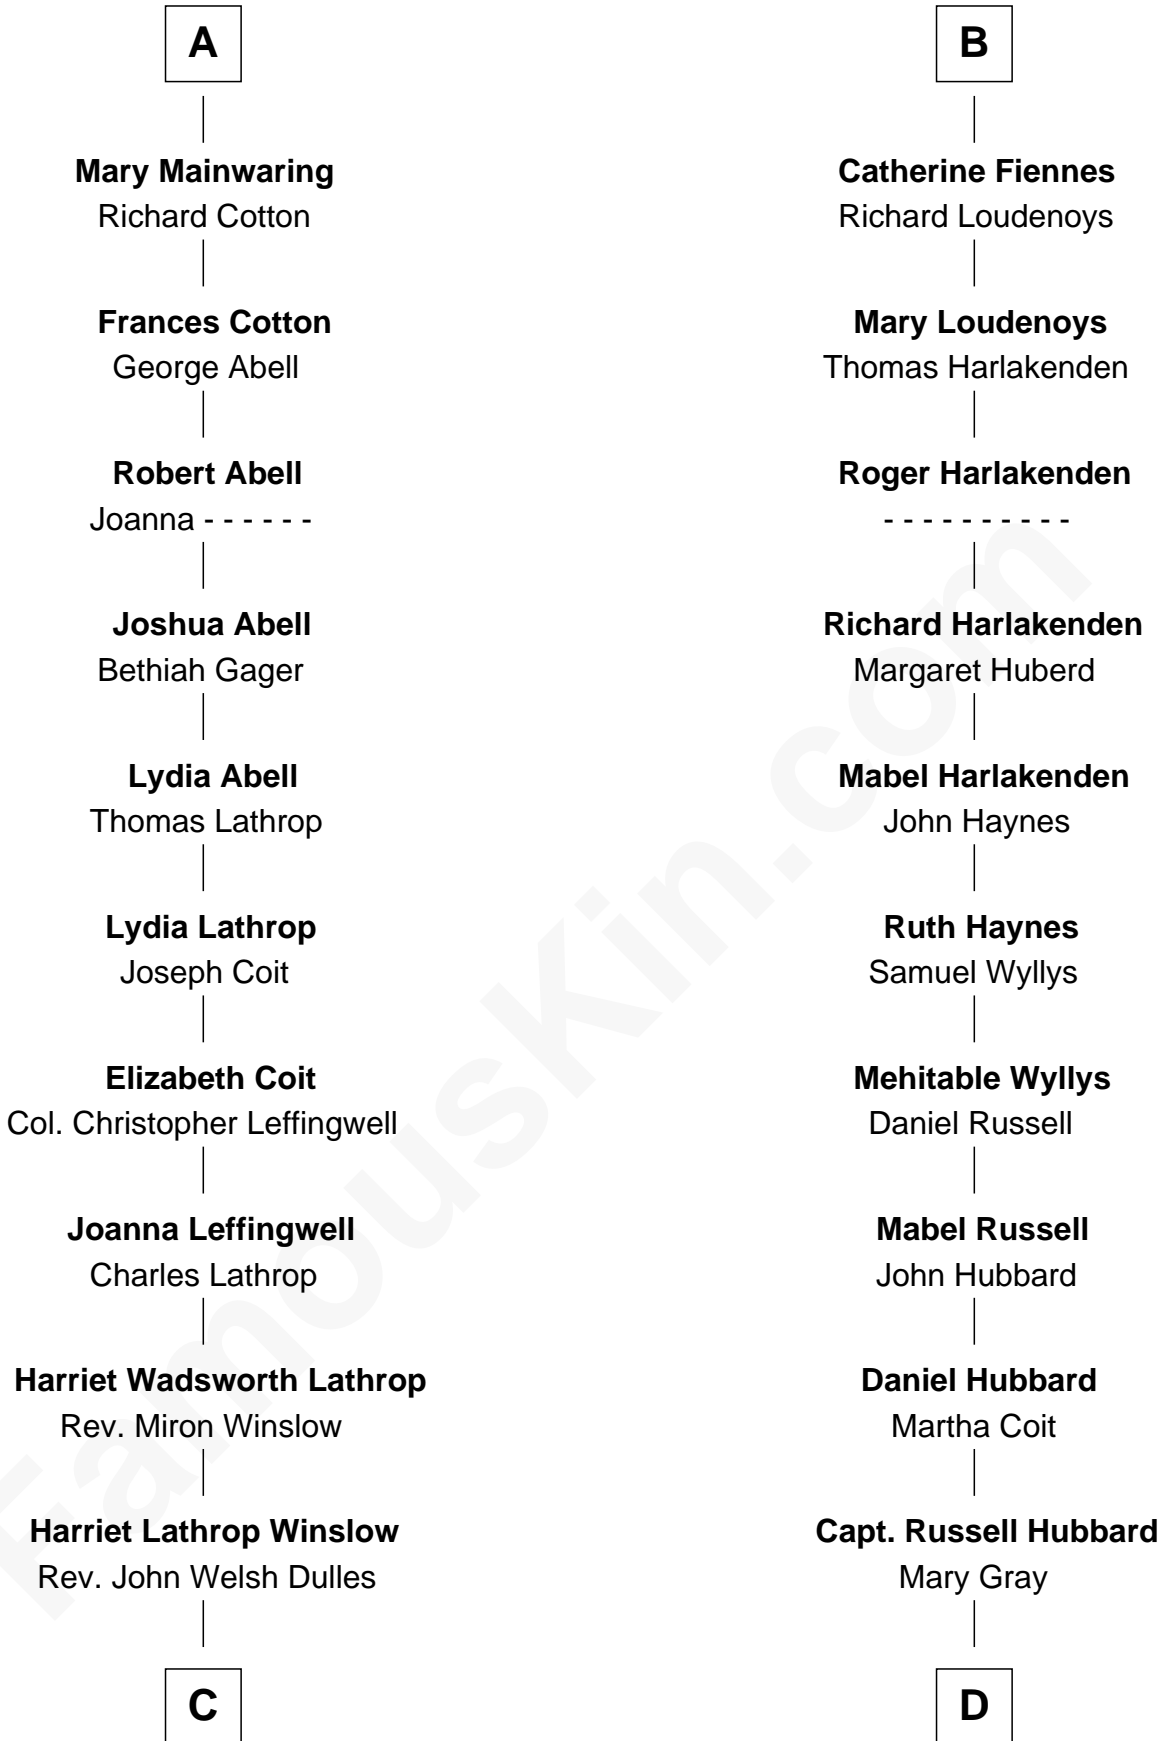 A
Mary Mainwaring
Richard Cotton
Frances Cotton
George Abell
Robert Abell
Joanna - - - - - -
Joshua Abell
Bethiah Gager
Lydia Abell
Thomas Lathrop
Lydia Lathrop
Joseph Coit
Elizabeth Coit
Col. Christopher Leffingwell
Joanna Leffingwell
Charles Lathrop
Harriet Wadsworth Lathrop
Rev. Miron Winslow
Harriet Lathrop Winslow
Rev. John Welsh Dulles
C
B
Catherine Fiennes
Richard Loudenoys
Mary Loudenoys
Thomas Harlakenden
Roger Harlakenden
- - - - - - - - - -
Richard Harlakenden
Margaret Huberd
Mabel Harlakenden
John Haynes
Ruth Haynes
Samuel Wyllys
Mehitable Wyllys
Daniel Russell
Mabel Russell
John Hubbard
Daniel Hubbard
Martha Coit
Capt. Russell Hubbard
Mary Gray
D
FamousKin.com